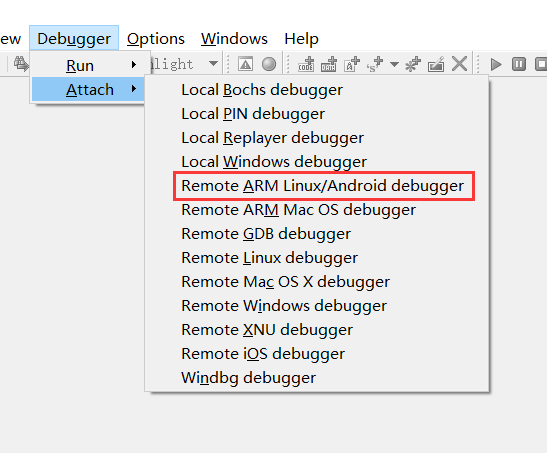 ew Debugger Options Windows Help
Run light
Attach
Local Bochs debugger
Local PIN debugger
Local Replayer debugger
Local Windows debugger
Remote ARM Linux/Android debugger
Remote ARM Mac OS debugger
Remote GDB debugger
Remote Linux debugger
Remote Mac OS X debugger
Remote Windows debugger
Remote XNU debugger
Remote iOS debugger
Windbg debugger